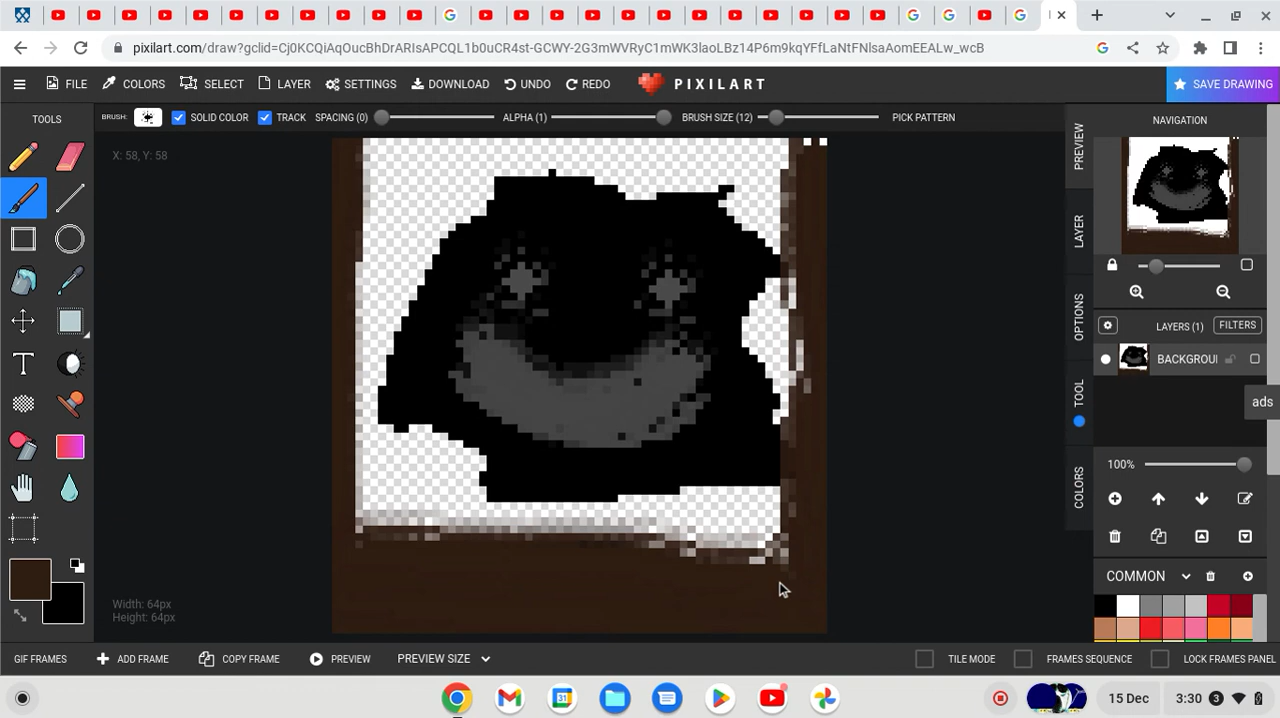 pixilart.com/draw?gclid=Cj0KCQiAqOucBhDrARIsAPCQL1b0uCR4st-GCWY-2G3mWVRyC1mWK3laoLBz14P6m9kqYFfLaNtFNlsaAomEEALw_wcB
FILE COLORS SELECT LAYER SETTINGS DOWNLOAD UNDO REDO PIXILART SAVE DRAWING
TOOLS
BRUSH: SOLID COLOR TRACK SPACING (0) ALPHA (1) BRUSH SIZE (12) PICK PATTERN
X: 58, Y: 58
PREVIEW
LAYER
OPTIONS
TOOL
COLORS
NAVIGATION
LAYERS (1) FILTERS
BACKGROU
ads
100%
COMMON
Width: 64px
Height: 64px
GIF FRAMES ADD FRAME COPY FRAME PREVIEW PREVIEW SIZE TILE MODE FRAMES SEQUENCE LOCK FRAMES PANEL
31
15 Dec 3:30 3